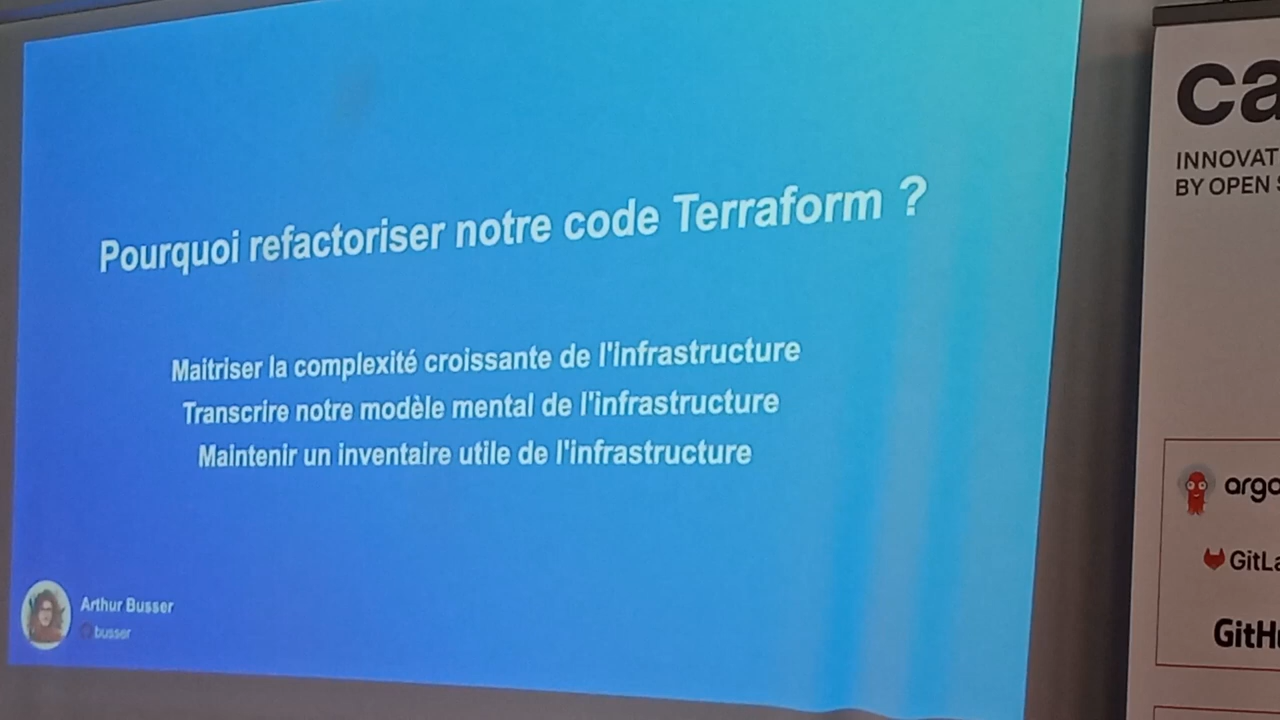 Pourquoi refactoriser notre code Terraform ?
Maitriser la complexité croissante de l'infrastructure
Transcrire notre modèle mental de l'infrastructure
Maintenir un inventaire utile de l'infrastructure
Arthur Busser
busser
ca
INNOVAT
BY OPEN
argo
GitLa
GitHu